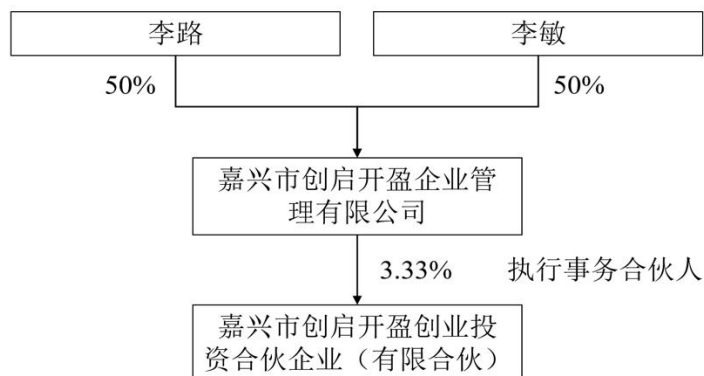 李路
李敏
50%
50%
嘉兴市创启开盈企业管
理有限公司
3.33%
执行事务合伙人
嘉兴市创启开盈创业投
资合伙企业（有限合伙）